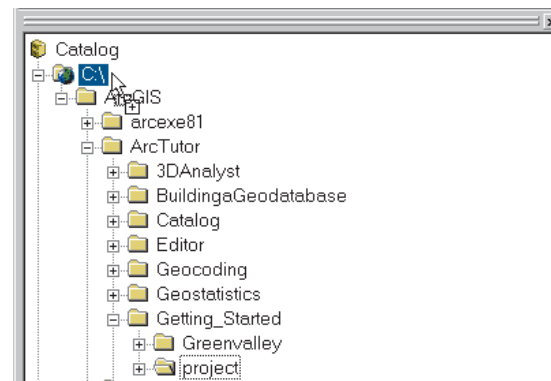 Catalog
C:\
ArcGIS
arcexe81
ArcTutor
3DAnalyst
BuildingaGeodatabase
Catalog
Editor
Geocoding
Geostatistics
Getting_Started
Greenvalley
project